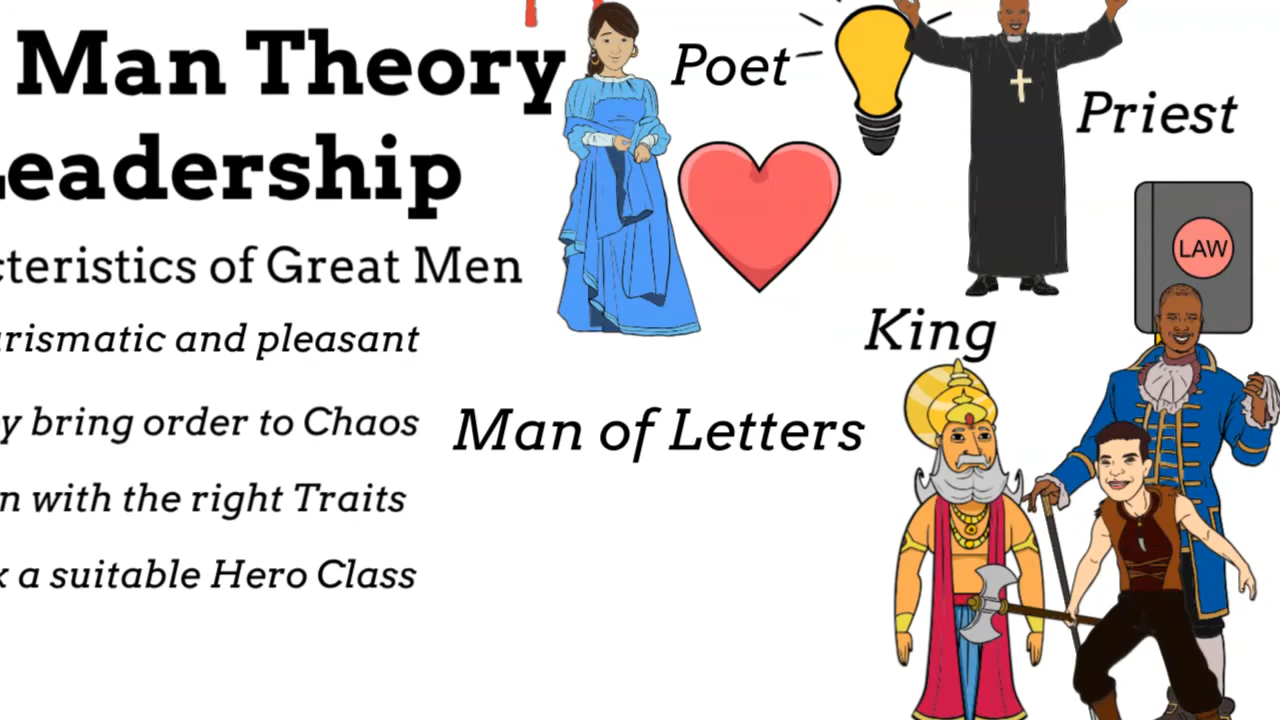 Man Theory
Leadership
cteristics of Great Men
arismatic and pleasant
y bring order to Chaos
n with the right Traits
k a suitable Hero Class
Poet
Priest
LAW
King
Man of Letters